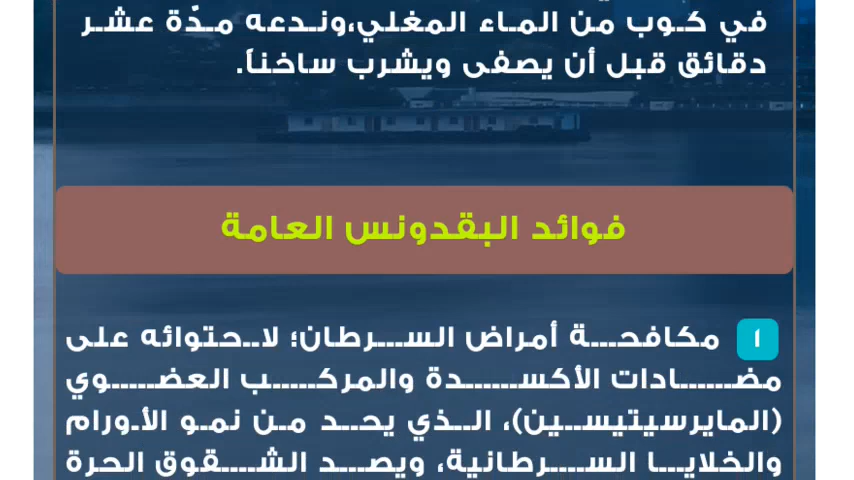 في كوب من الماء المغلي،وندعه مدّة عشر
دقائق قبل أن يصفى ويشرب ساخناً.
فوائد البقدونس العامة
١ مكافحة أمراض السرطان؛ لاحتوائه على
مضادات الأكسدة والمركب العضوي
(المايرسيتيسين)، الذي يحد من نمو الأورام
والخلايا السرطانية، ويصد الشقوق الحرة